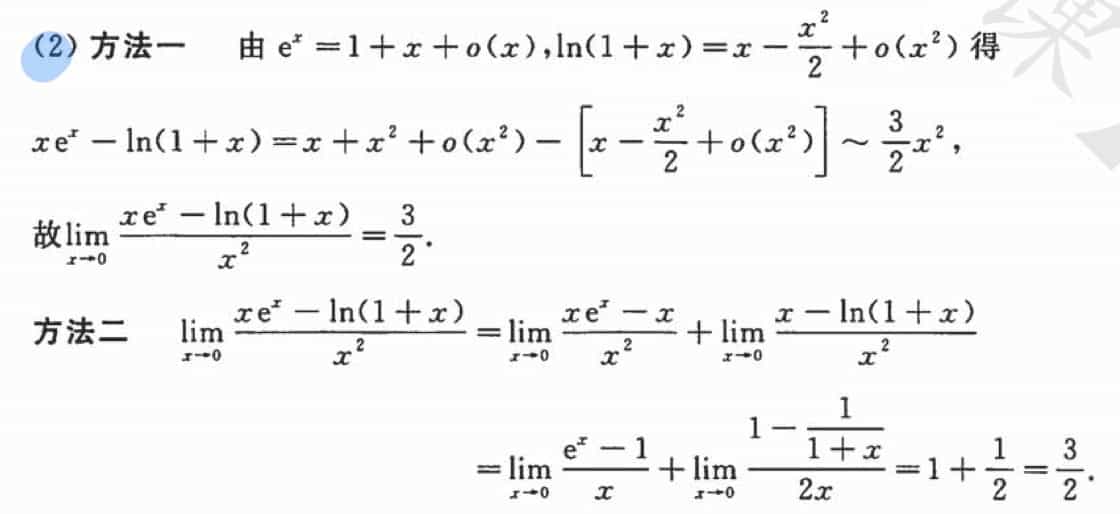 (2) 方法一 由 e^x = 1 + x + o(x), ln(1 + x) = x − x²/2 + o(x²) 得
xe^x − ln(1 + x) = x + x² + o(x²) − [x − x²/2 + o(x²)] ~ 3/2 x²,
故 lim_{x→0} (xe^x − ln(1 + x))/x² = 3/2.
方法二 lim_{x→0} (xe^x − ln(1 + x))/x² = lim_{x→0} (xe^x − x)/x² + lim_{x→0} (x − ln(1 + x))/x²
= lim_{x→0} (e^x − 1)/x + lim_{x→0} (1 − 1/(1 + x))/(2x) = 1 + 1/2 = 3/2.